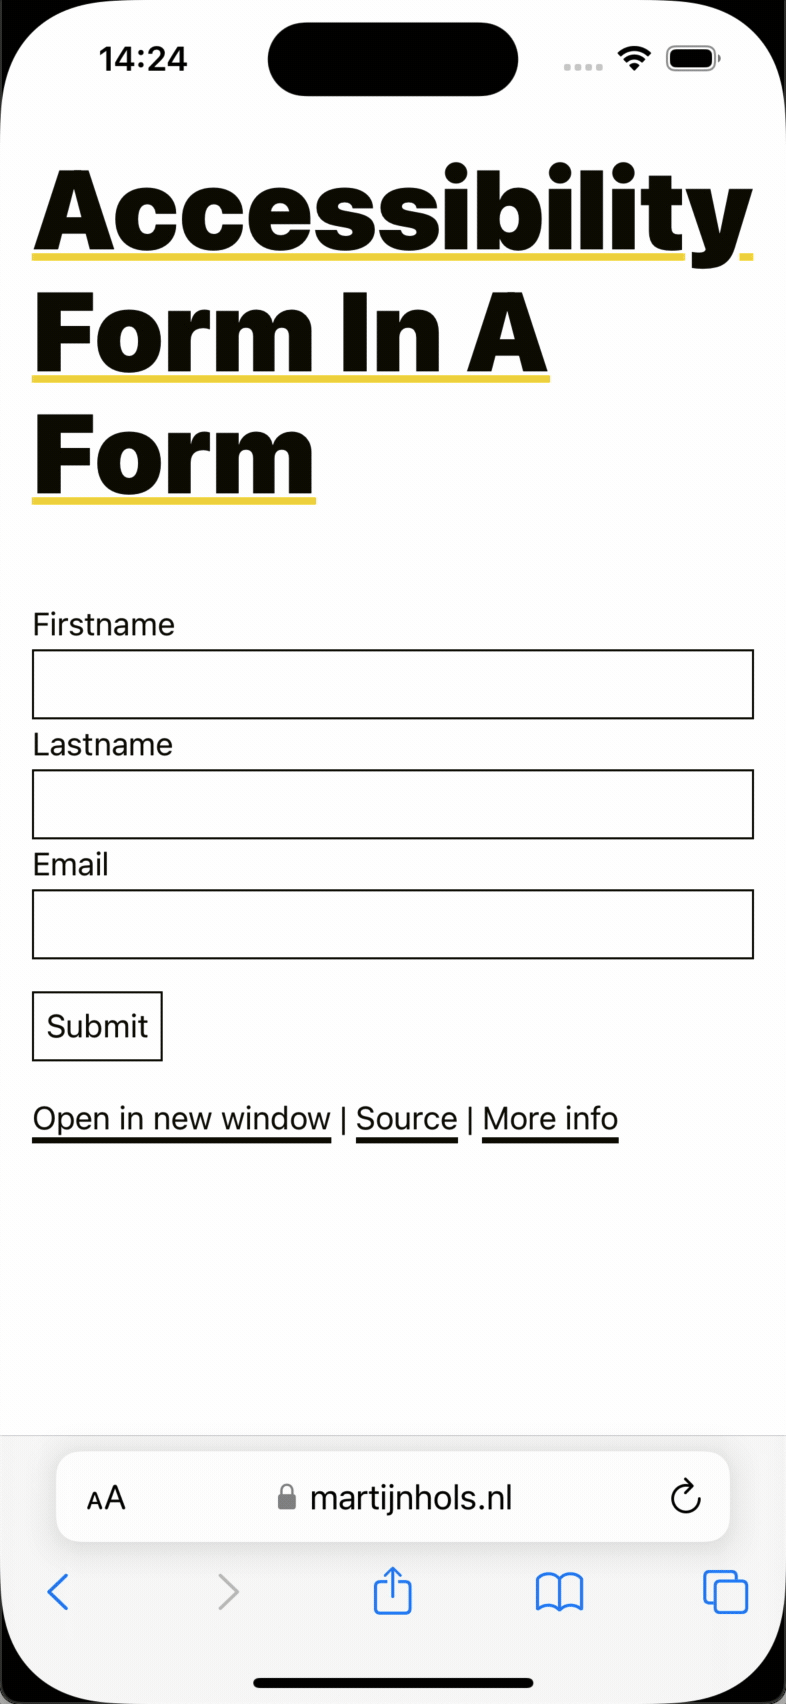 14:24
Accessibility
Form In A
Form
Firstname
Lastname
Email
Submit
Open in new window | Source | More info
AA martijnhols.nl